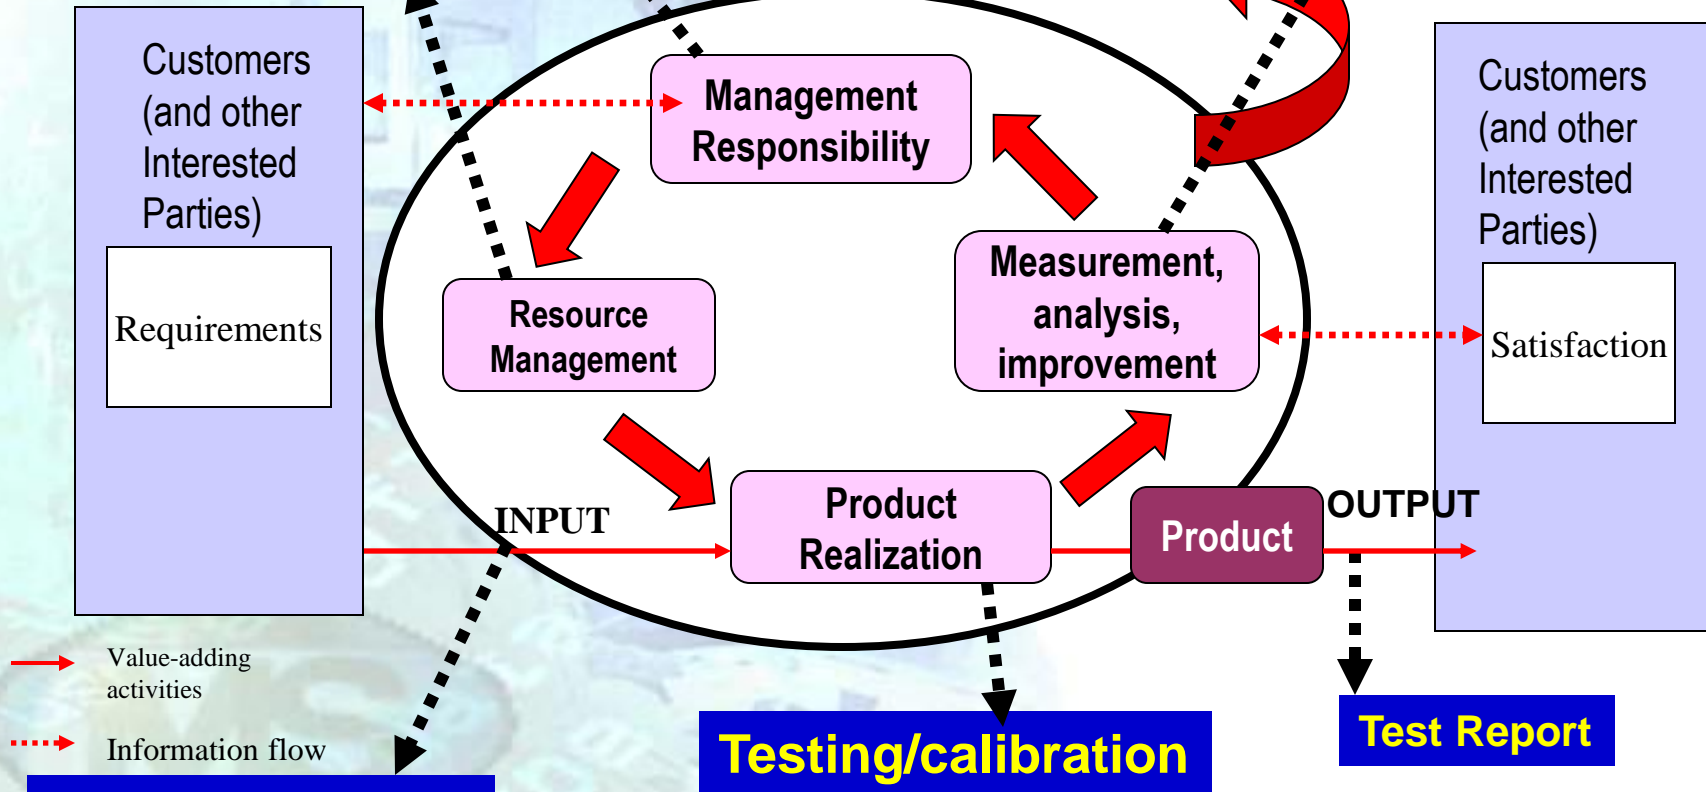 Customers
(and other
Interested
Parties)
Requirements
Management
Responsibility
Resource
Management
Measurement,
analysis,
improvement
Customers
(and other
Interested
Parties)
Satisfaction
INPUT
Product
Realization
Product
OUTPUT
Value-adding
activities
Information flow
Testing/calibration
Test Report